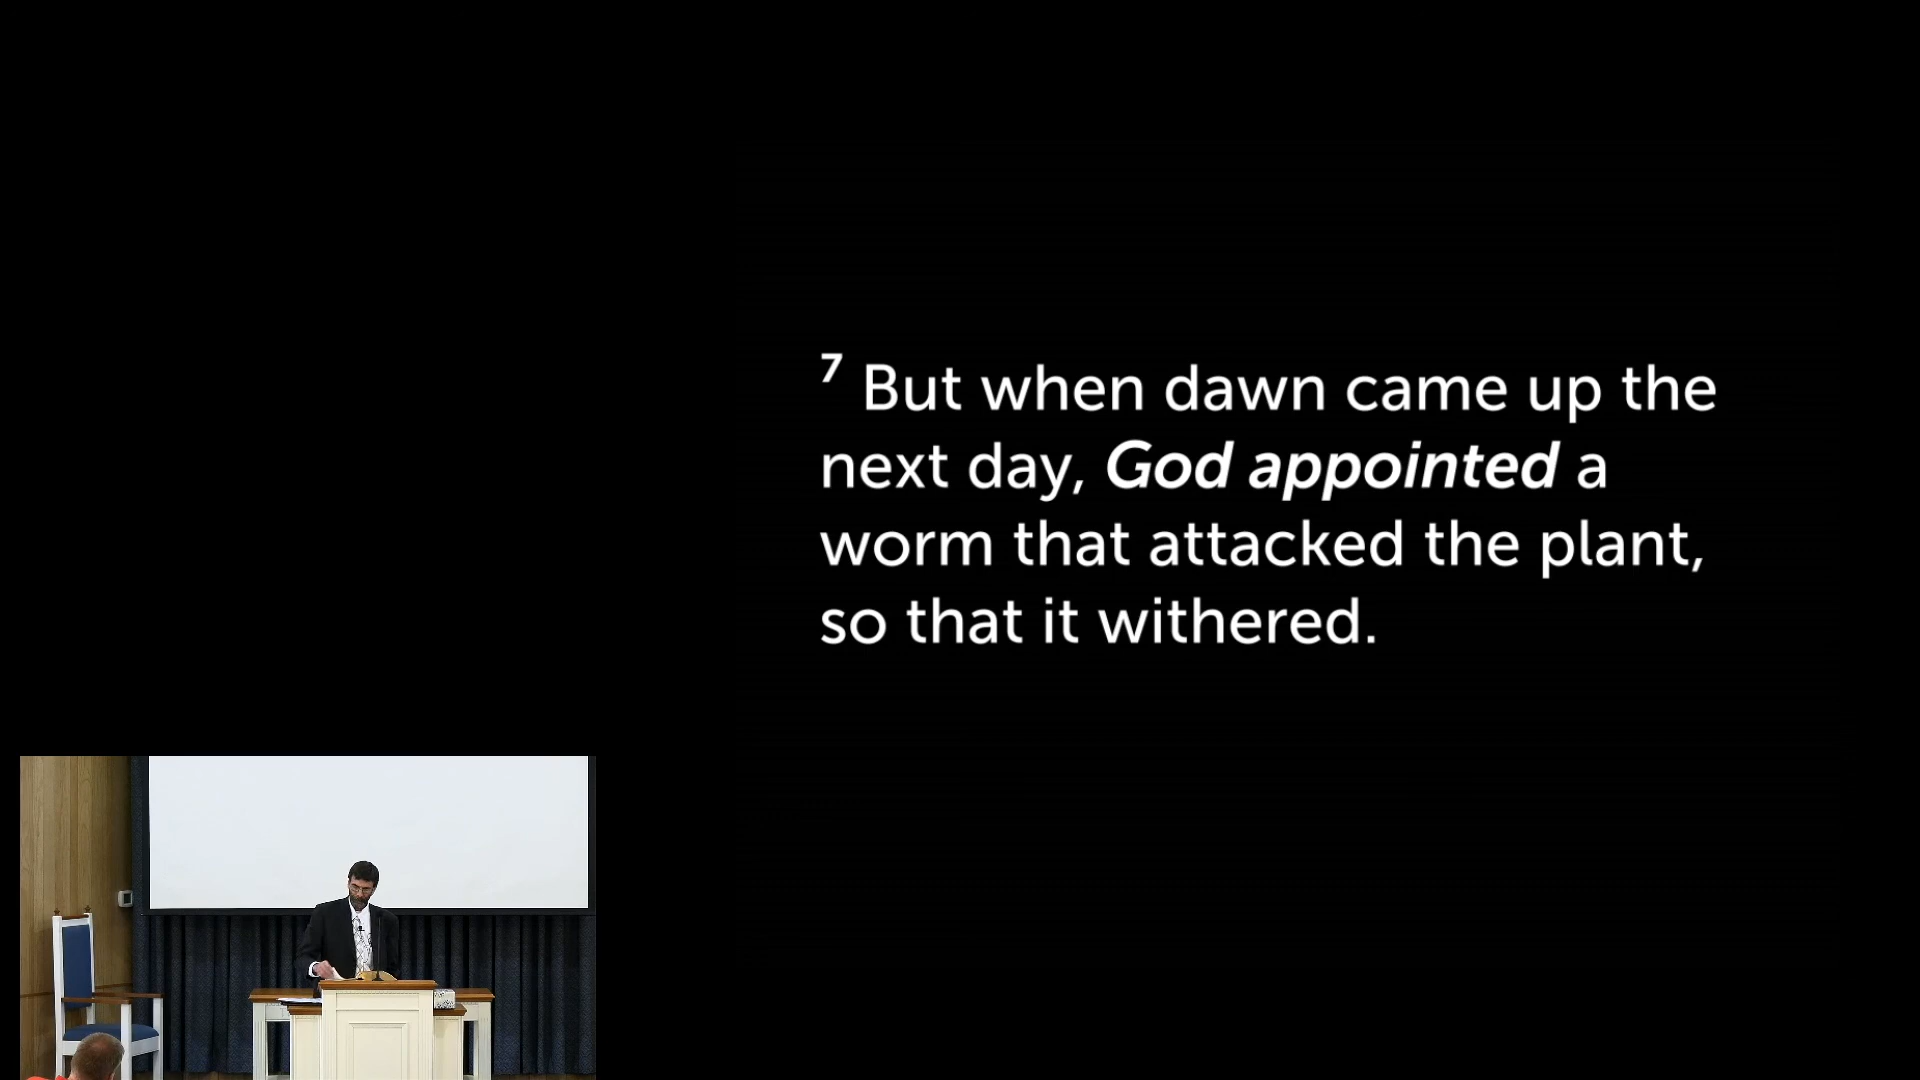 7 But when dawn came up the
next day, God appointed a
worm that attacked the plant,
so that it withered.